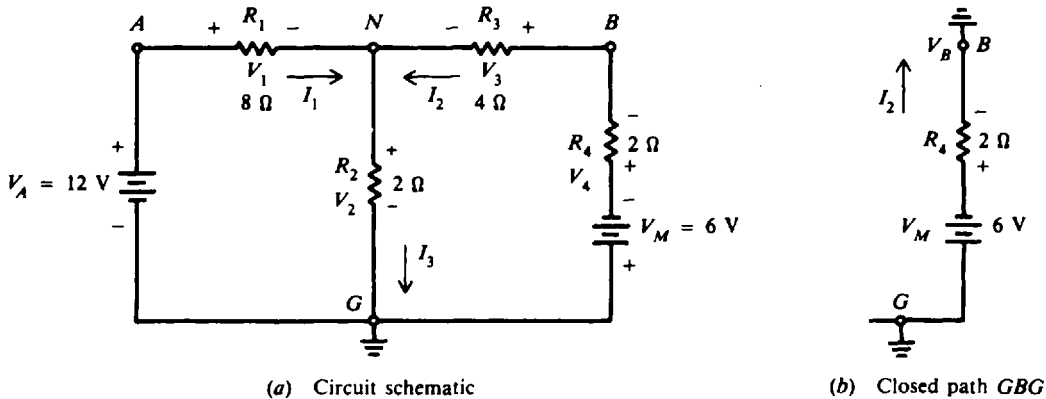 A + R1 - N - R3 + B
V1 I1 I2 V3
8 Ω 4 Ω
+
VA = 12 V
-
R2 + 2 Ω
V2 -
I3
G
-
R4 2 Ω
V4 +
-
VM = 6 V
+
(a) Circuit schematic
VB B
I2
-
R4 2 Ω
+
VM 6 V
G
(b) Closed path GBG